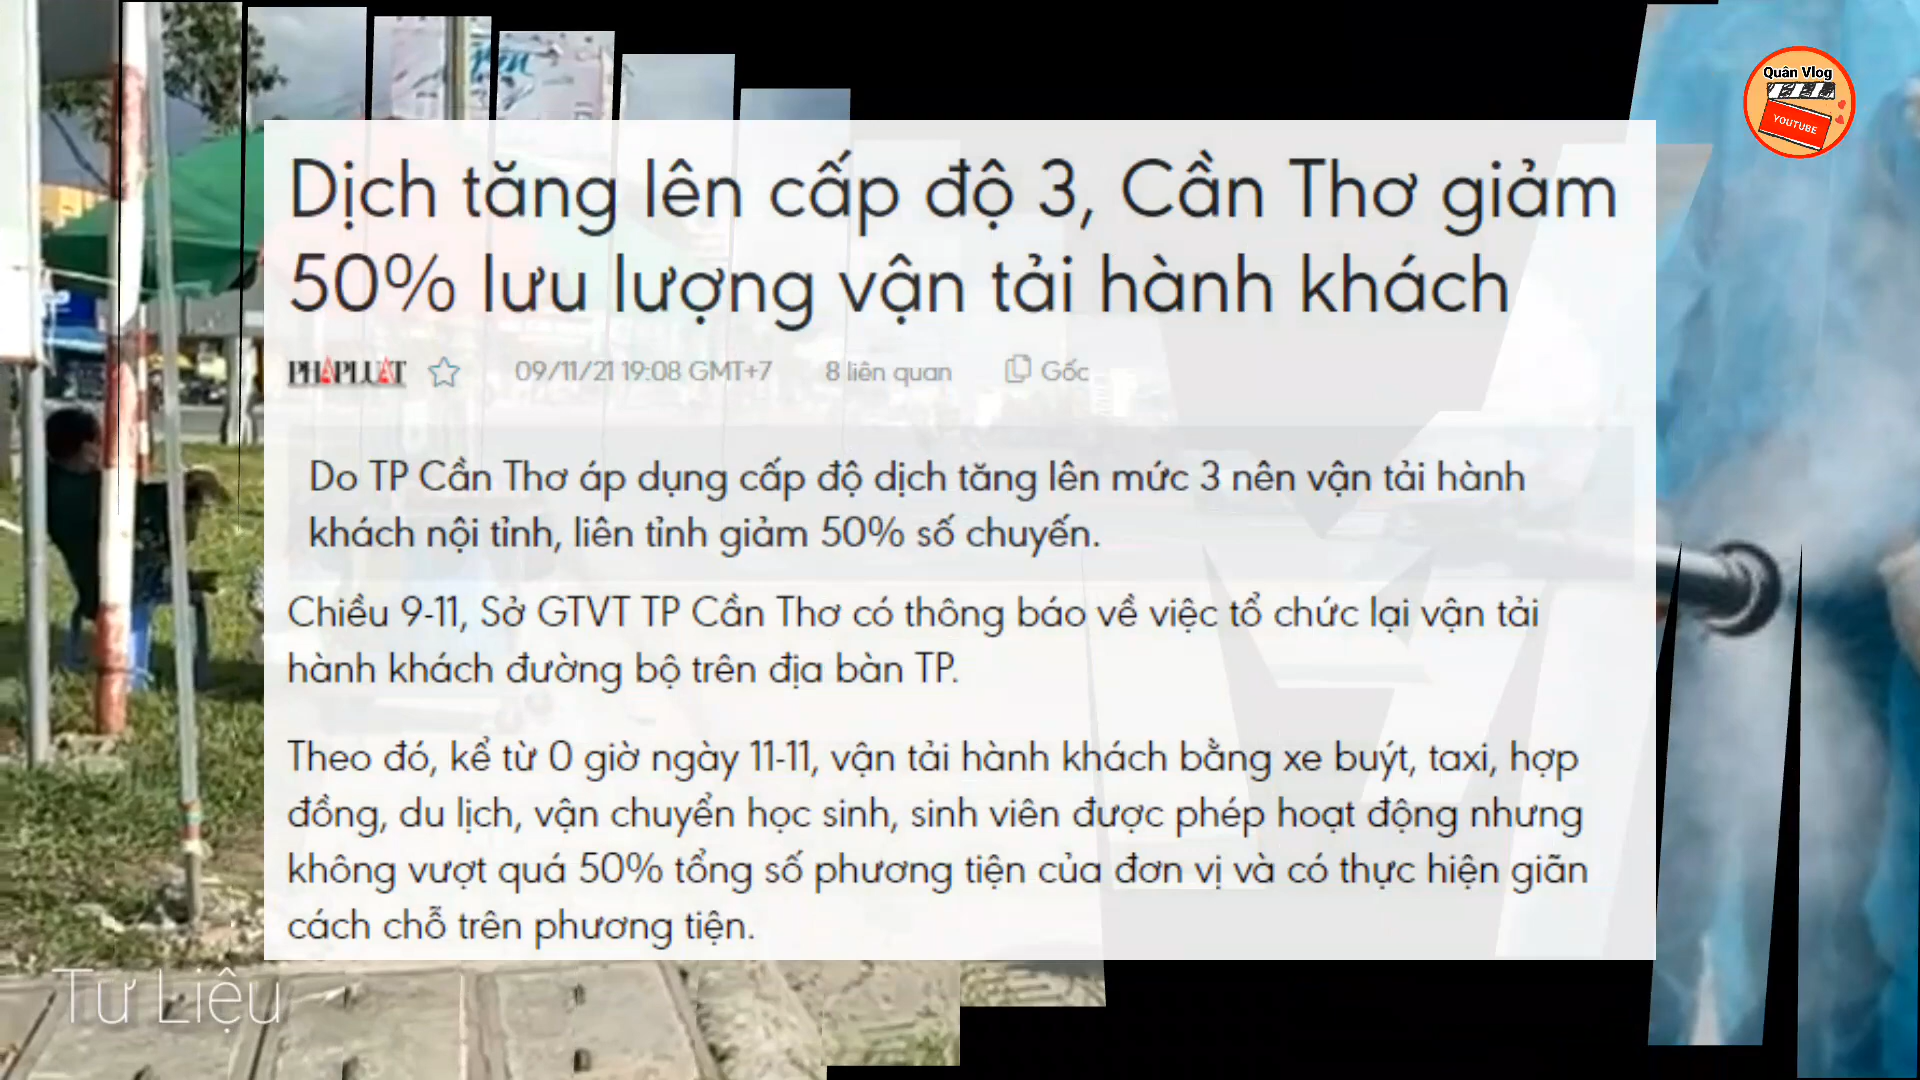 Quân Vlog
YOUTUBE
Dịch tăng lên cấp độ 3, Cần Thơ giảm
50% lưu lượng vận tải hành khách
PHÁPLUẬT 09/11/21 19:08 GMT+7 8 liên quan Gốc
Do TP Cần Thơ áp dụng cấp độ dịch tăng lên mức 3 nên vận tải hành
khách nội tỉnh, liên tỉnh giảm 50% số chuyến.
Chiều 9-11, Sở GTVT TP Cần Thơ có thông báo về việc tổ chức lại vận tải
hành khách đường bộ trên địa bàn TP.
Theo đó, kể từ 0 giờ ngày 11-11, vận tải hành khách bằng xe buýt, taxi, hợp
đồng, du lịch, vận chuyển học sinh, sinh viên được phép hoạt động nhưng
không vượt quá 50% tổng số phương tiện của đơn vị và có thực hiện giãn
cách chỗ trên phương tiện.
Tư Liệu